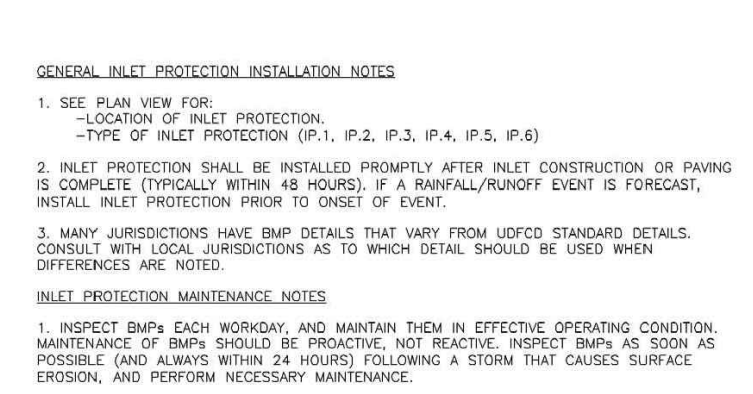 GENERAL INLET PROTECTION INSTALLATION NOTES
1. SEE PLAN VIEW FOR:
-LOCATION OF INLET PROTECTION.
-TYPE OF INLET PROTECTION (IP.1, IP.2, IP.3, IP.4, IP.5, IP.6)
2. INLET PROTECTION SHALL BE INSTALLED PROMPTLY AFTER INLET CONSTRUCTION OR PAVING
IS COMPLETE (TYPICALLY WITHIN 48 HOURS). IF A RAINFALL/RUNOFF EVENT IS FORECAST,
INSTALL INLET PROTECTION PRIOR TO ONSET OF EVENT.
3. MANY JURISDICTIONS HAVE BMP DETAILS THAT VARY FROM UDFCD STANDARD DETAILS.
CONSULT WITH LOCAL JURISDICTIONS AS TO WHICH DETAIL SHOULD BE USED WHEN
DIFFERENCES ARE NOTED.
INLET PROTECTION MAINTENANCE NOTES
1. INSPECT BMPs EACH WORKDAY, AND MAINTAIN THEM IN EFFECTIVE OPERATING CONDITION.
MAINTENANCE OF BMPs SHOULD BE PROACTIVE, NOT REACTIVE. INSPECT BMPs AS SOON AS
POSSIBLE (AND ALWAYS WITHIN 24 HOURS) FOLLOWING A STORM THAT CAUSES SURFACE
EROSION, AND PERFORM NECESSARY MAINTENANCE.